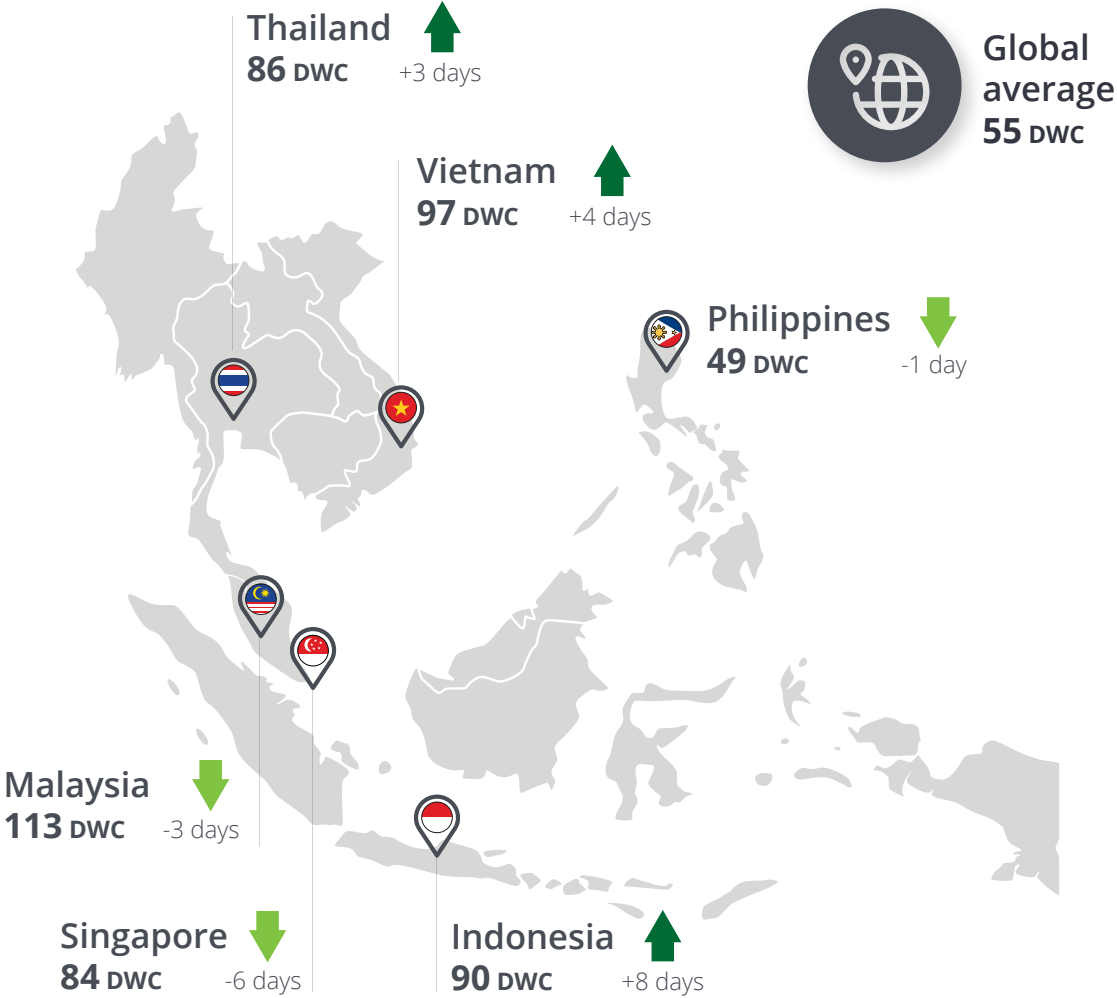 Thailand
86 DWC
+3 days
Global
average
55 DWC
Vietnam
97 DWC
+4 days
Philippines
49 DWC
-1 day
Malaysia
113 DWC
-3 days
Singapore
84 DWC
-6 days
Indonesia
90 DWC
+8 days